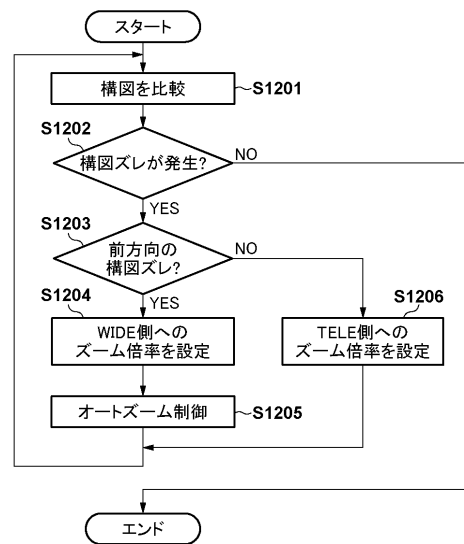 スタート
構図を比較
S1201
S1202
構図ズレが発生?
NO
YES
S1203
前方向の
構図ズレ?
NO
YES
S1204
WIDE側への
ズーム倍率を設定
S1206
TELE側への
ズーム倍率を設定
オートズーム制御
S1205
エンド